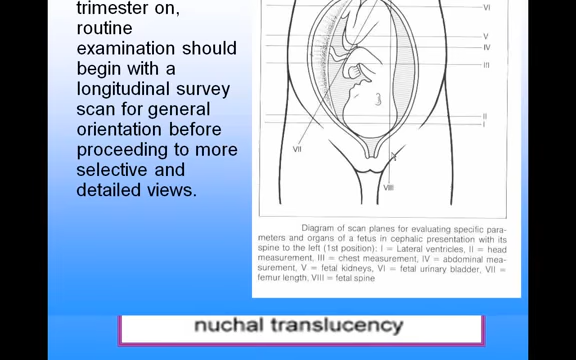 trimester on,
routine
examination should
begin with a
longitudinal survey
scan for general
orientation before
proceeding to more
selective and
detailed views.
VI
V
IV
III
II
I
VII
VIII
Diagram of scan planes for evaluating specific para-
meters and organs of a fetus in cephalic presentation with its
spine to the left (1st position): I = Lateral ventricles, II = head
measurement, III = chest measurement, IV = abdominal mea-
surement, V = fetal kidneys, VI = fetal urinary bladder, VII =
femur length, VIII = fetal spine
nuchal translucency